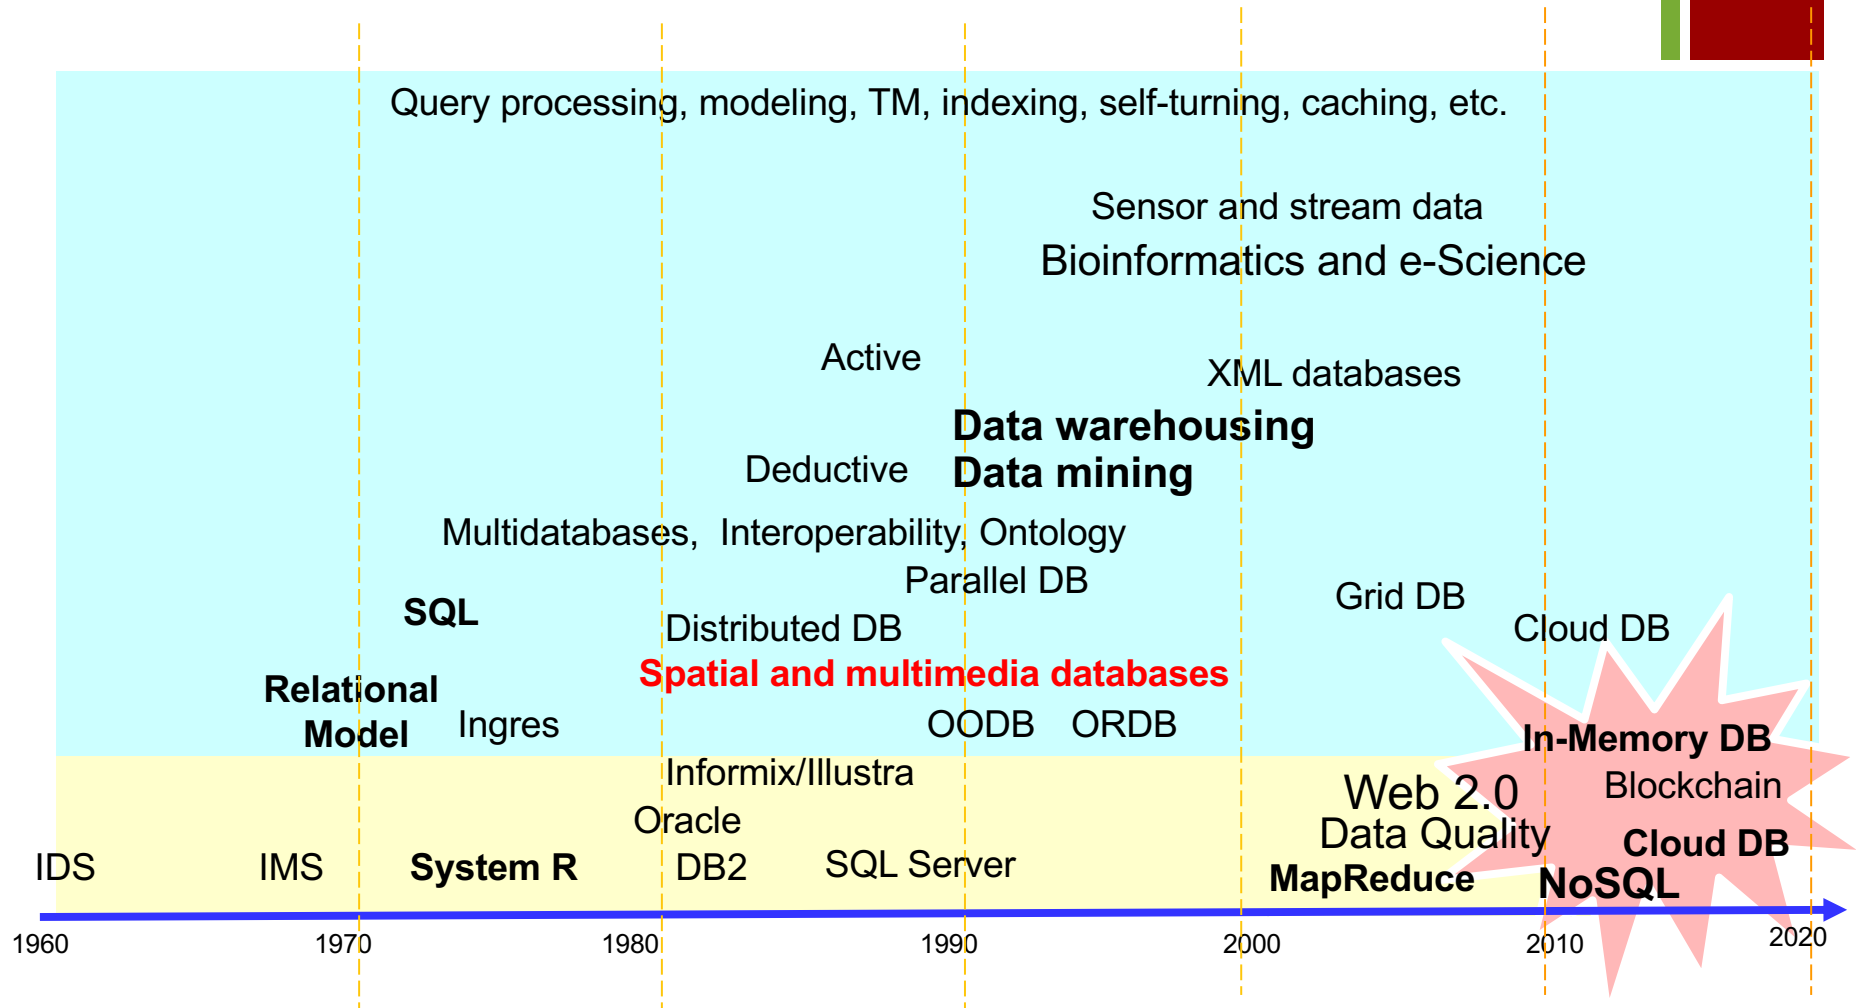 Query processing, modeling, TM, indexing, self-turning, caching, etc.
Sensor and stream data
Bioinformatics and e-Science
Active
XML databases
Data warehousing
Deductive
Data mining
Multidatabases, Interoperability, Ontology
Parallel DB
Grid DB
SQL
Distributed DB
Cloud DB
Spatial and multimedia databases
Relational
Model
Ingres
OODB
ORDB
In-Memory DB
Informix/Illustra
Web 2.0
Blockchain
Oracle
Data Quality
Cloud DB
IDS
IMS
System R
DB2
SQL Server
MapReduce
NoSQL
1960
1970
1980
1990
2000
2010
2020